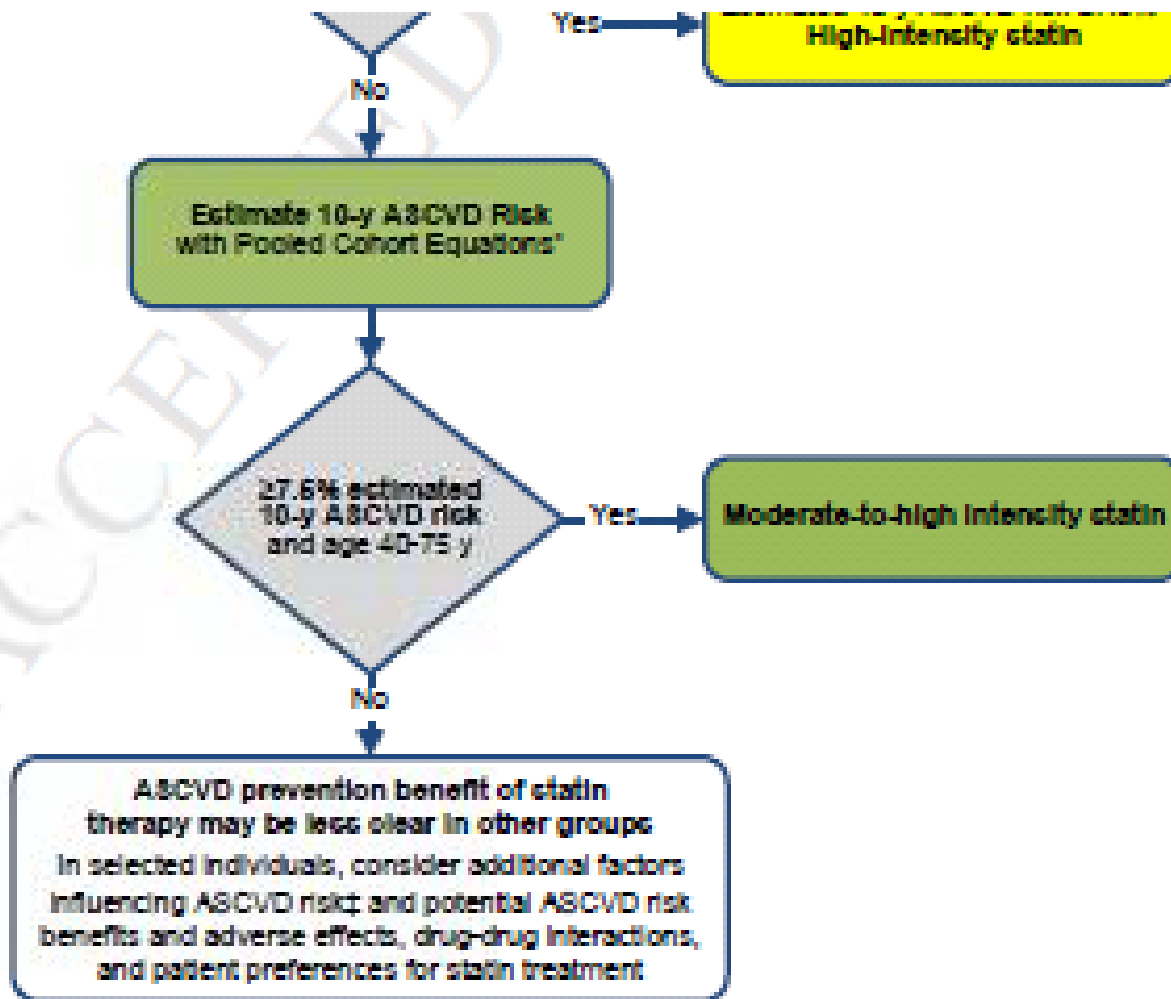 Yes
High-intensity statin
No
Estimate 10-y ASCVD Risk
with Pooled Cohort Equations*
≥7.5% estimated
10-y ASCVD risk
and age 40-75 y
Yes
Moderate-to-high intensity statin
No
ASCVD prevention benefit of statin
therapy may be less clear in other groups
In selected individuals, consider additional factors
influencing ASCVD risk‡ and potential ASCVD risk
benefits and adverse effects, drug-drug interactions,
and patient preferences for statin treatment